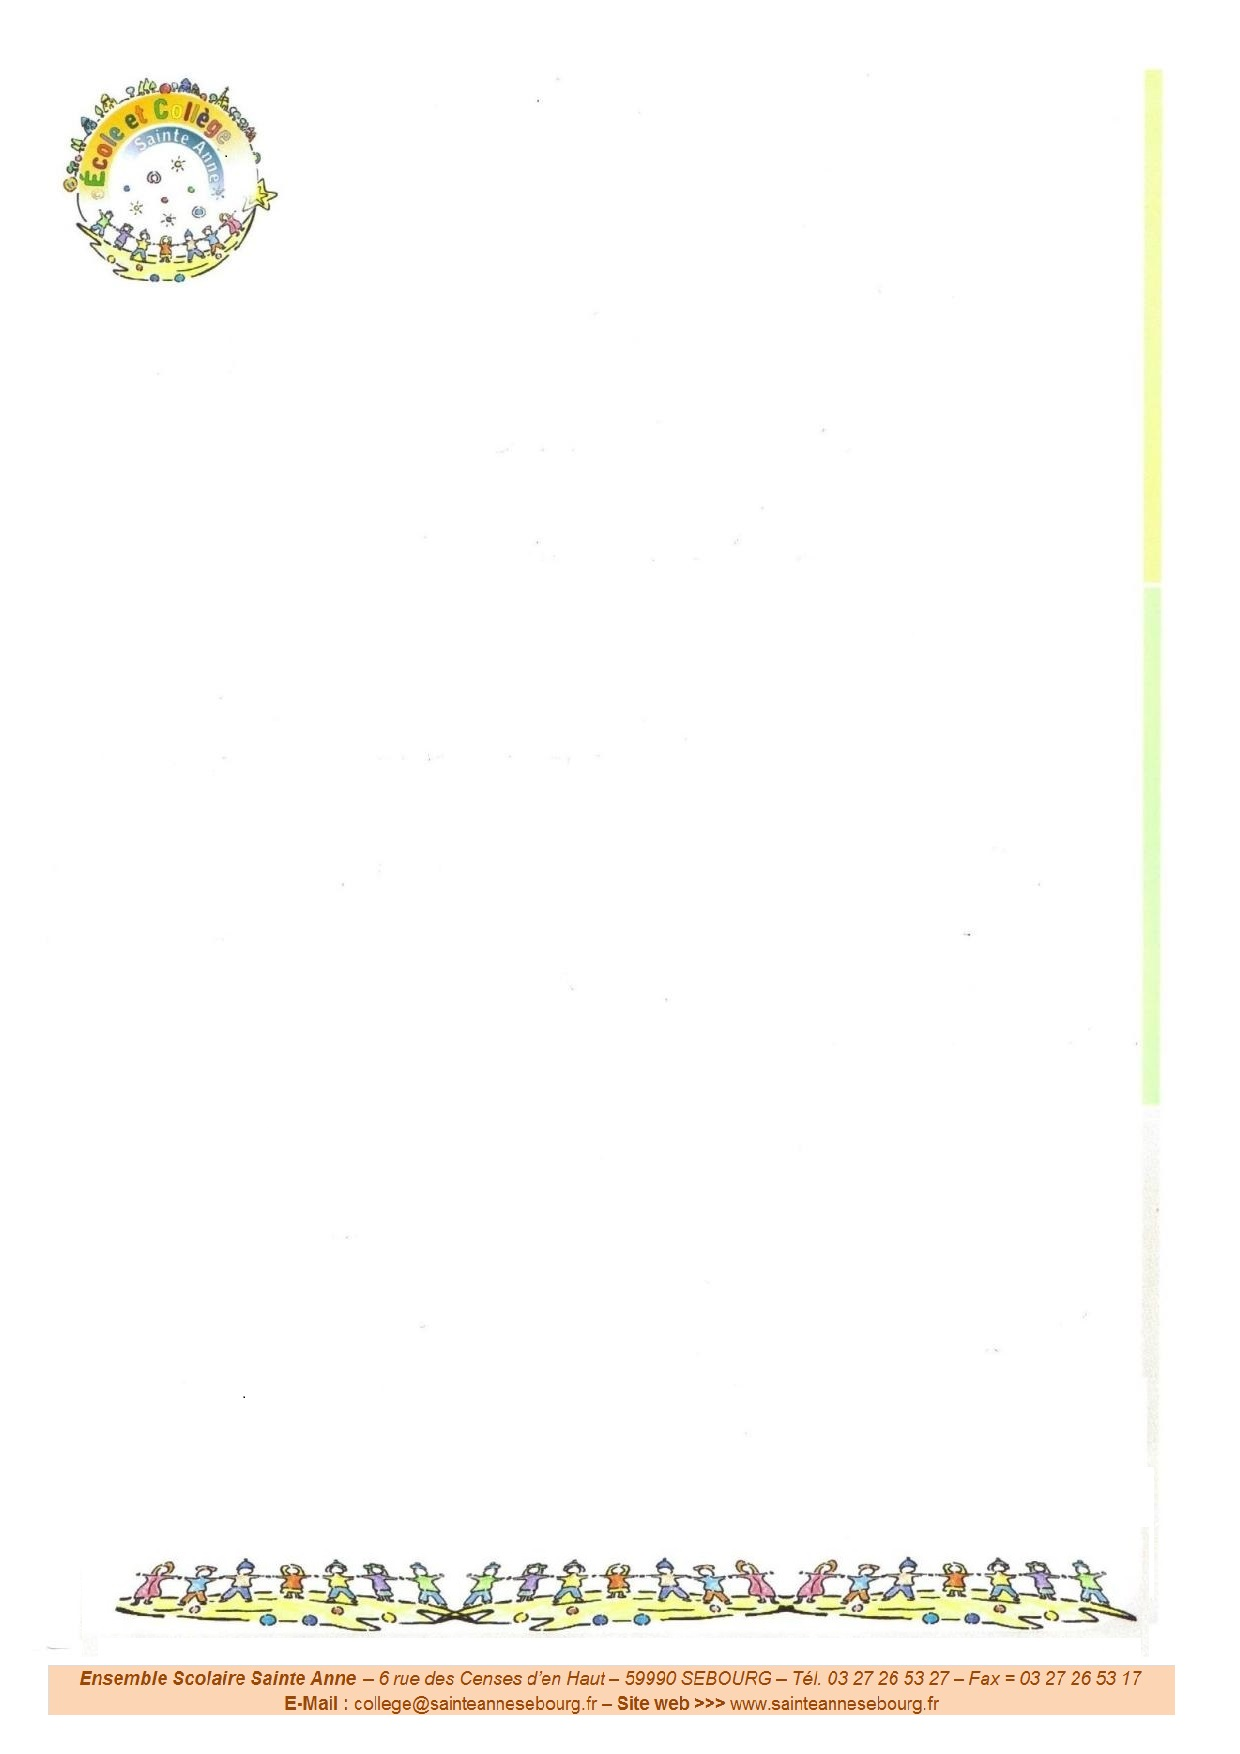 École et Collège
Sainte Anne
Ensemble Scolaire Sainte Anne – 6 rue des Censes d'en Haut – 59990 SEBOURG – Tél. 03 27 26 53 27 – Fax = 03 27 26 53 17
E-Mail : college@sainteannesebourg.fr – Site web >>> www.sainteannesebourg.fr